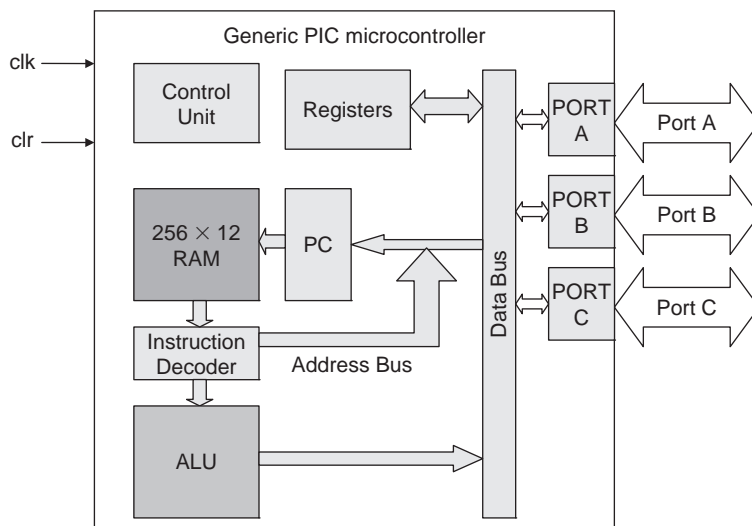 Generic PIC microcontroller
clk
clr
Control
Unit
Registers
PORT
A
Port A
256 × 12
RAM
PC
PORT
B
Port B
Data Bus
PORT
C
Port C
Instruction
Decoder
Address Bus
ALU